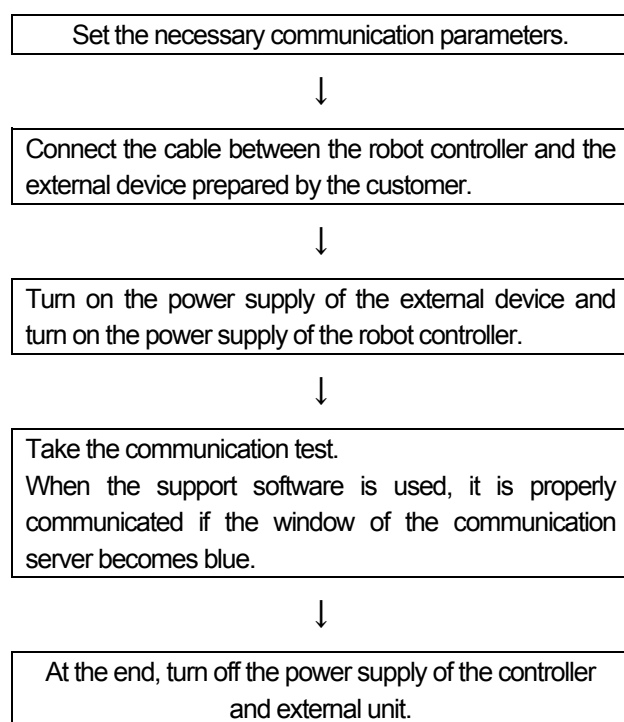 Set the necessary communication parameters.
↓
Connect the cable between the robot controller and the
external device prepared by the customer.
↓
Turn on the power supply of the external device and
turn on the power supply of the robot controller.
↓
Take the communication test.
When the support software is used, it is properly
communicated if the window of the communication
server becomes blue.
↓
At the end, turn off the power supply of the controller
and external unit.